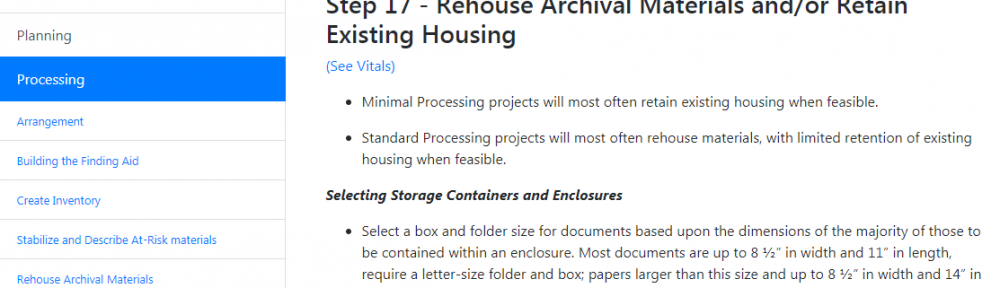 Planning
Processing
Arrangement
Building the Finding Aid
Create Inventory
Stabilize and Describe At-Risk materials
Rehouse Archival Materials
Step 17 - Rehouse Archival Materials and/or Retain
Existing Housing
(See Vitals)
• Minimal Processing projects will most often retain existing housing when feasible.
• Standard Processing projects will most often rehouse materials, with limited retention of existing
housing when feasible.
Selecting Storage Containers and Enclosures
• Select a box and folder size for documents based upon the dimensions of the majority of those to
be contained within an enclosure. Most documents are up to 8 ½” in width and 11” in length,
require a letter-size folder and box; papers larger than this size and up to 8 ½” in width and 14” in